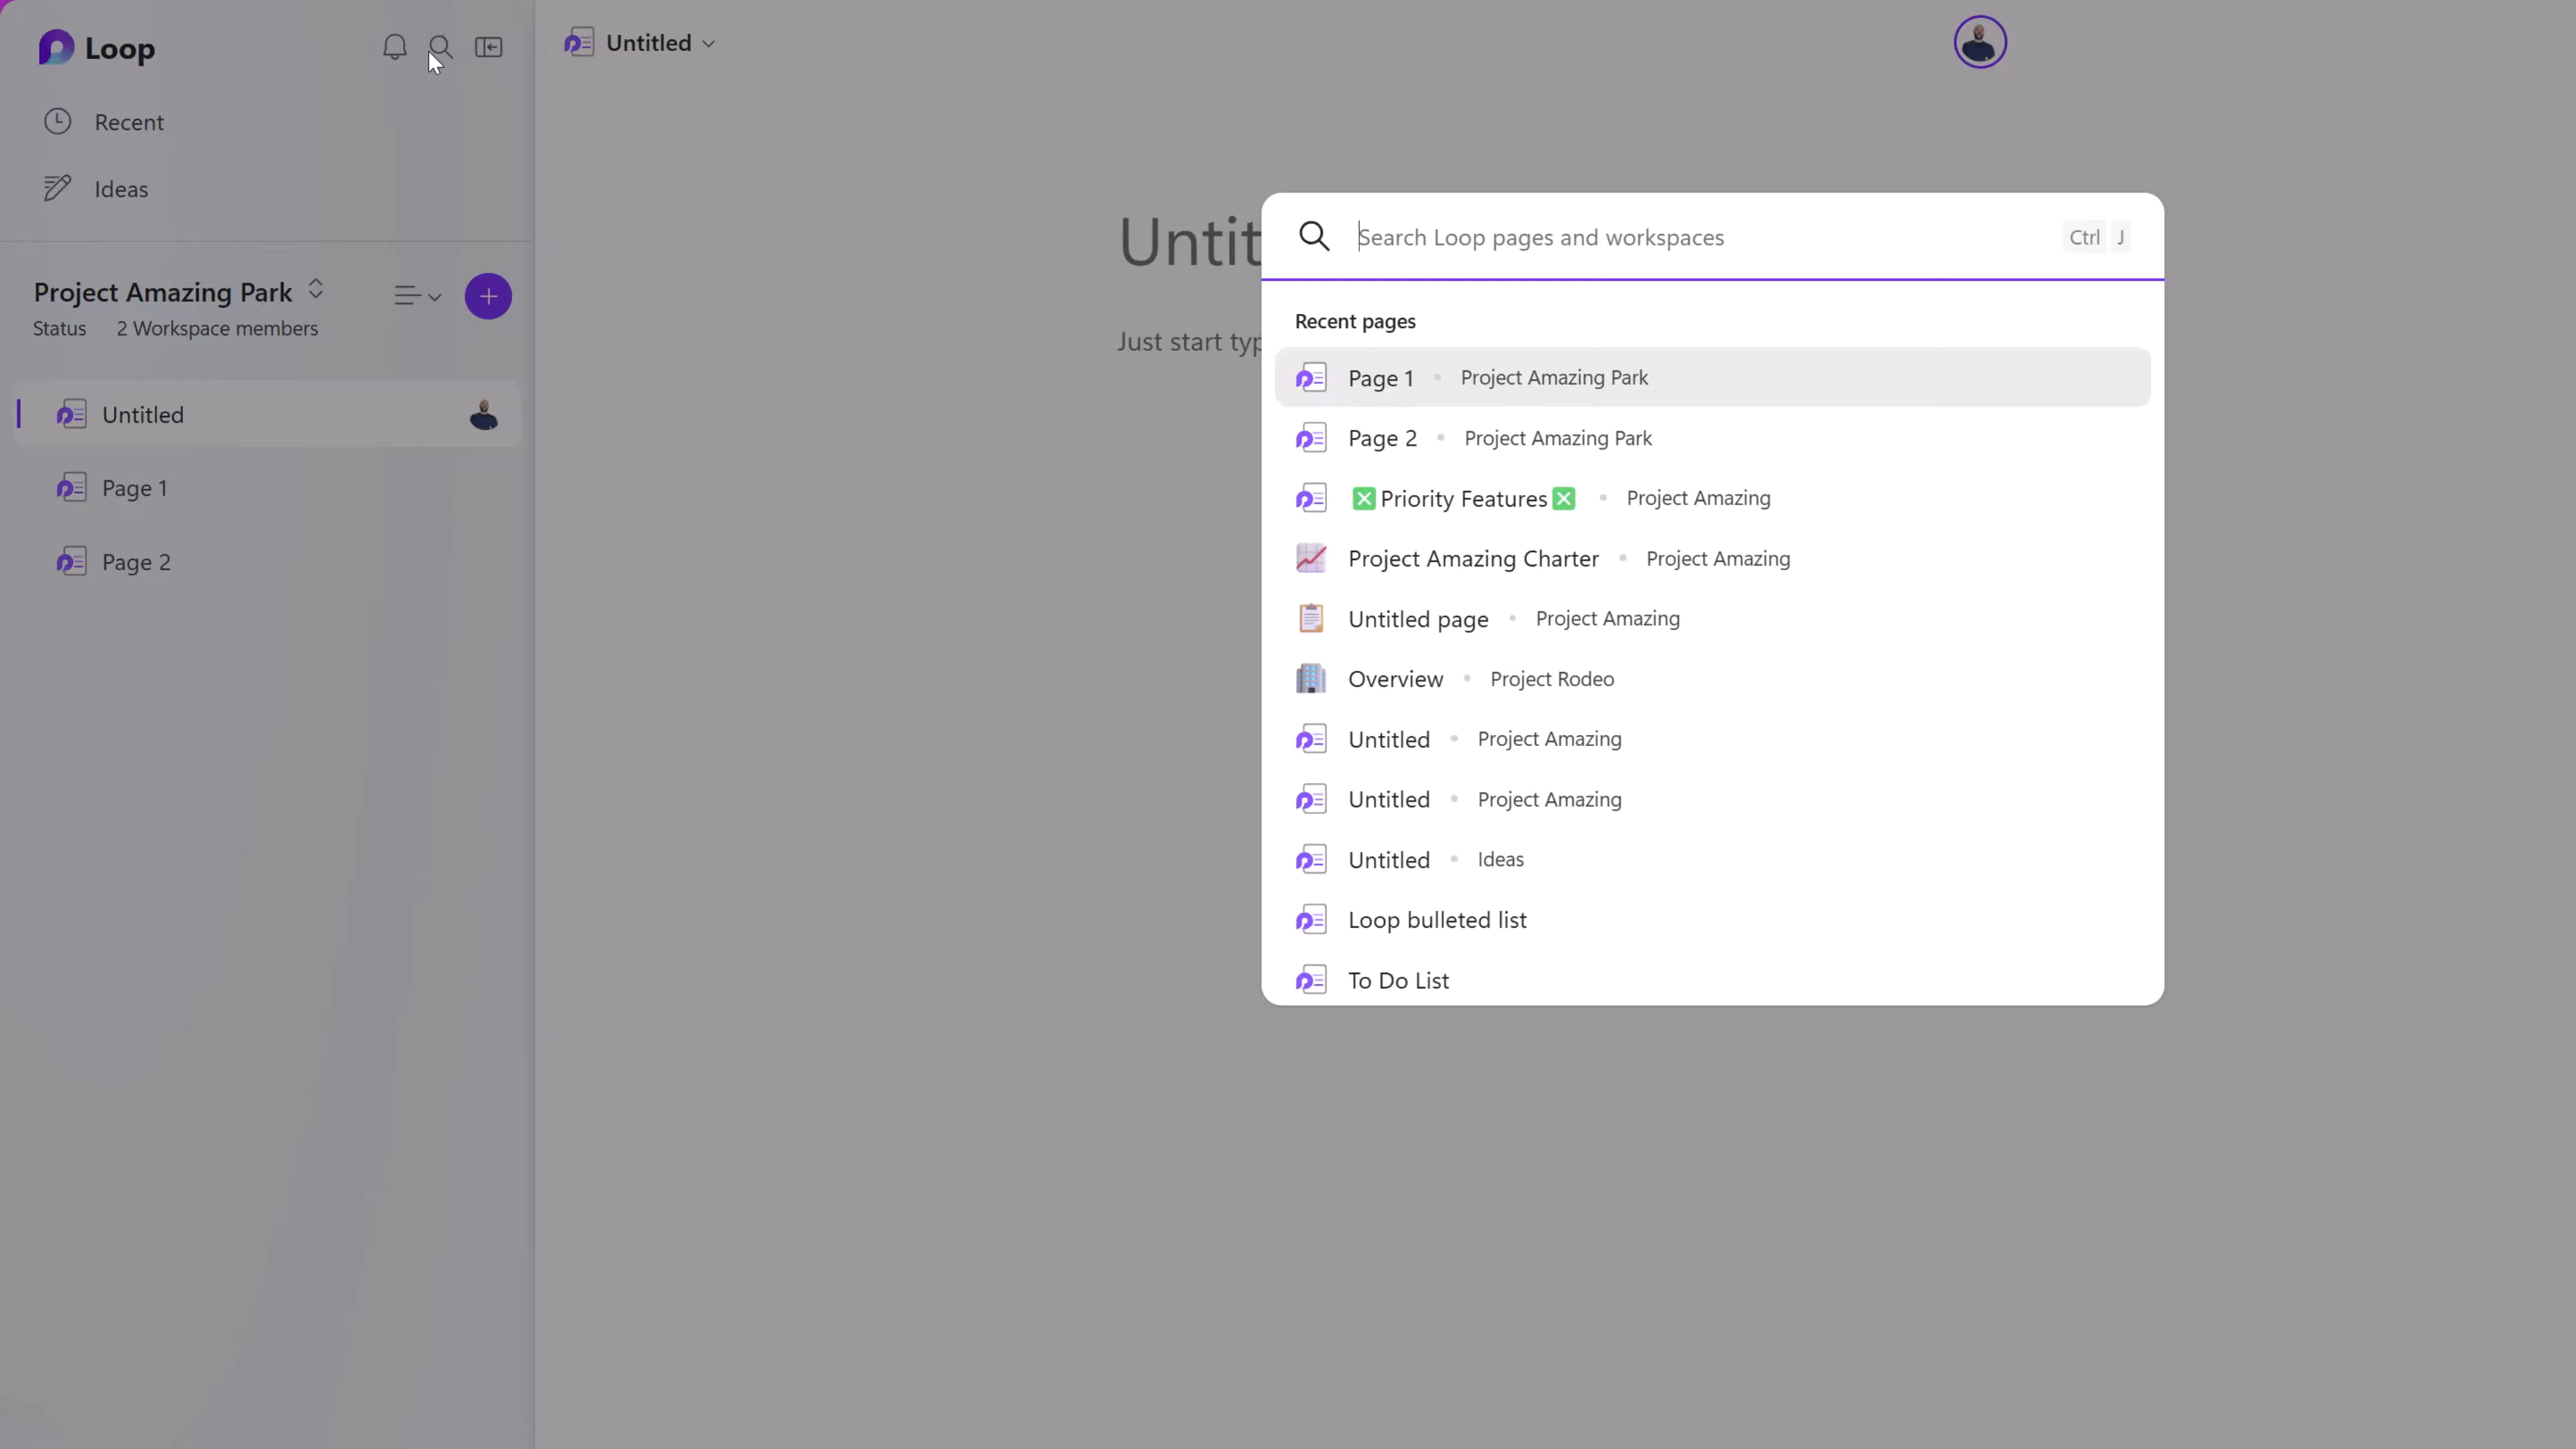 Loop
Recent
Ideas
Project Amazing Park
Status 2 Workspace members
Untitled
Page 1
Page 2
Untitled
Untit
Just start typ
Search Loop pages and workspaces Ctrl J
Recent pages
Page 1 • Project Amazing Park
Page 2 • Project Amazing Park
❎Priority Features❎ • Project Amazing
Project Amazing Charter • Project Amazing
Untitled page • Project Amazing
Overview • Project Rodeo
Untitled • Project Amazing
Untitled • Project Amazing
Untitled • Ideas
Loop bulleted list
To Do List